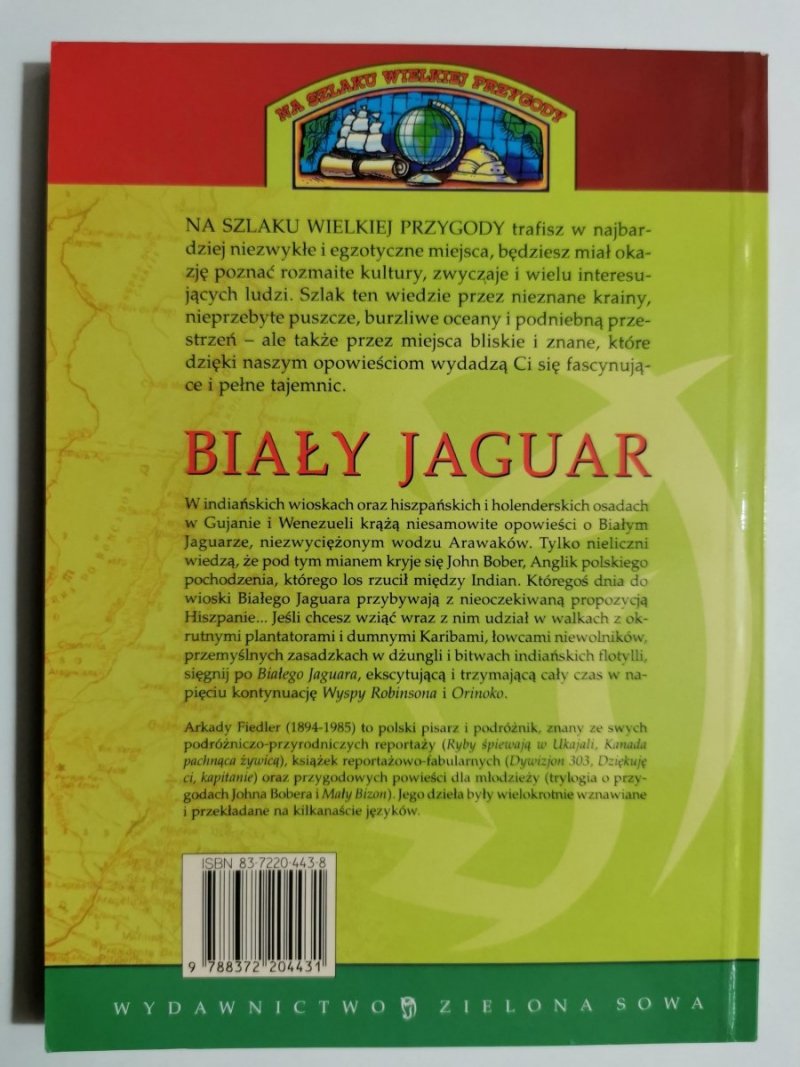 NA SZLAKU WIELKIEJ PRZYGODY
NA SZLAKU WIELKIEJ PRZYGODY trafisz w najbar-
dziej niezwykłe i egzotyczne miejsca, będziesz miał oka-
zję poznać rozmaite kultury, zwyczaje i wielu interesu-
jących ludzi. Szlak ten wiedzie przez nieznane krainy,
nieprzebyte puszcze, burzliwe oceany i podniebną prze-
strzeń – ale także przez miejsca bliskie i znane, które
dzięki naszym opowieściom wydadzą Ci się fascynują-
ce i pełne tajemnic.
BIAŁY JAGUAR
W indiańskich wioskach oraz hiszpańskich i holenderskich osadach
w Gujanie i Wenezueli krążą niesamowite opowieści o Białym
Jaguarze, niezwyciężonym wodzu Arawaków. Tylko nieliczni
wiedzą, że pod tym mianem kryje się John Bober, Anglik polskiego
pochodzenia, którego los rzucił między Indian. Któregoś dnia do
wioski Białego Jaguara przybywają z nieoczekiwaną propozycją
Hiszpanie... Jeśli chcesz wziąć wraz z nim udział w walkach z ok-
rutnymi plantatorami i dumnymi Karibami, łowcami niewolników,
przemyślnych zasadzkach w dżungli i bitwach indiańskich flotylli,
sięgnij po Białego Jaguara, ekscytującą i trzymającą cały czas w na-
pięciu kontynuację Wyspy Robinsona i Orinoko.
Arkady Fiedler (1894-1985) to polski pisarz i podróżnik, znany ze swych
podróżniczo-przyrodniczych reportaży (Ryby śpiewają w Ukajali, Kanada
pachnąca żywicą), książek reportażowo-fabularnych (Dywizjon 303, Dziękuję
ci, kapitanie) oraz przygodowych powieści dla młodzieży (trylogia o przy-
godach Johna Bobera i Mały Bizon). Jego dzieła były wielokrotnie wznawiane
i przekładane na kilkanaście języków.
ISBN 83-7220-443-8
9 788372 204431
WYDAWNICTWO ZIELONA SOWA